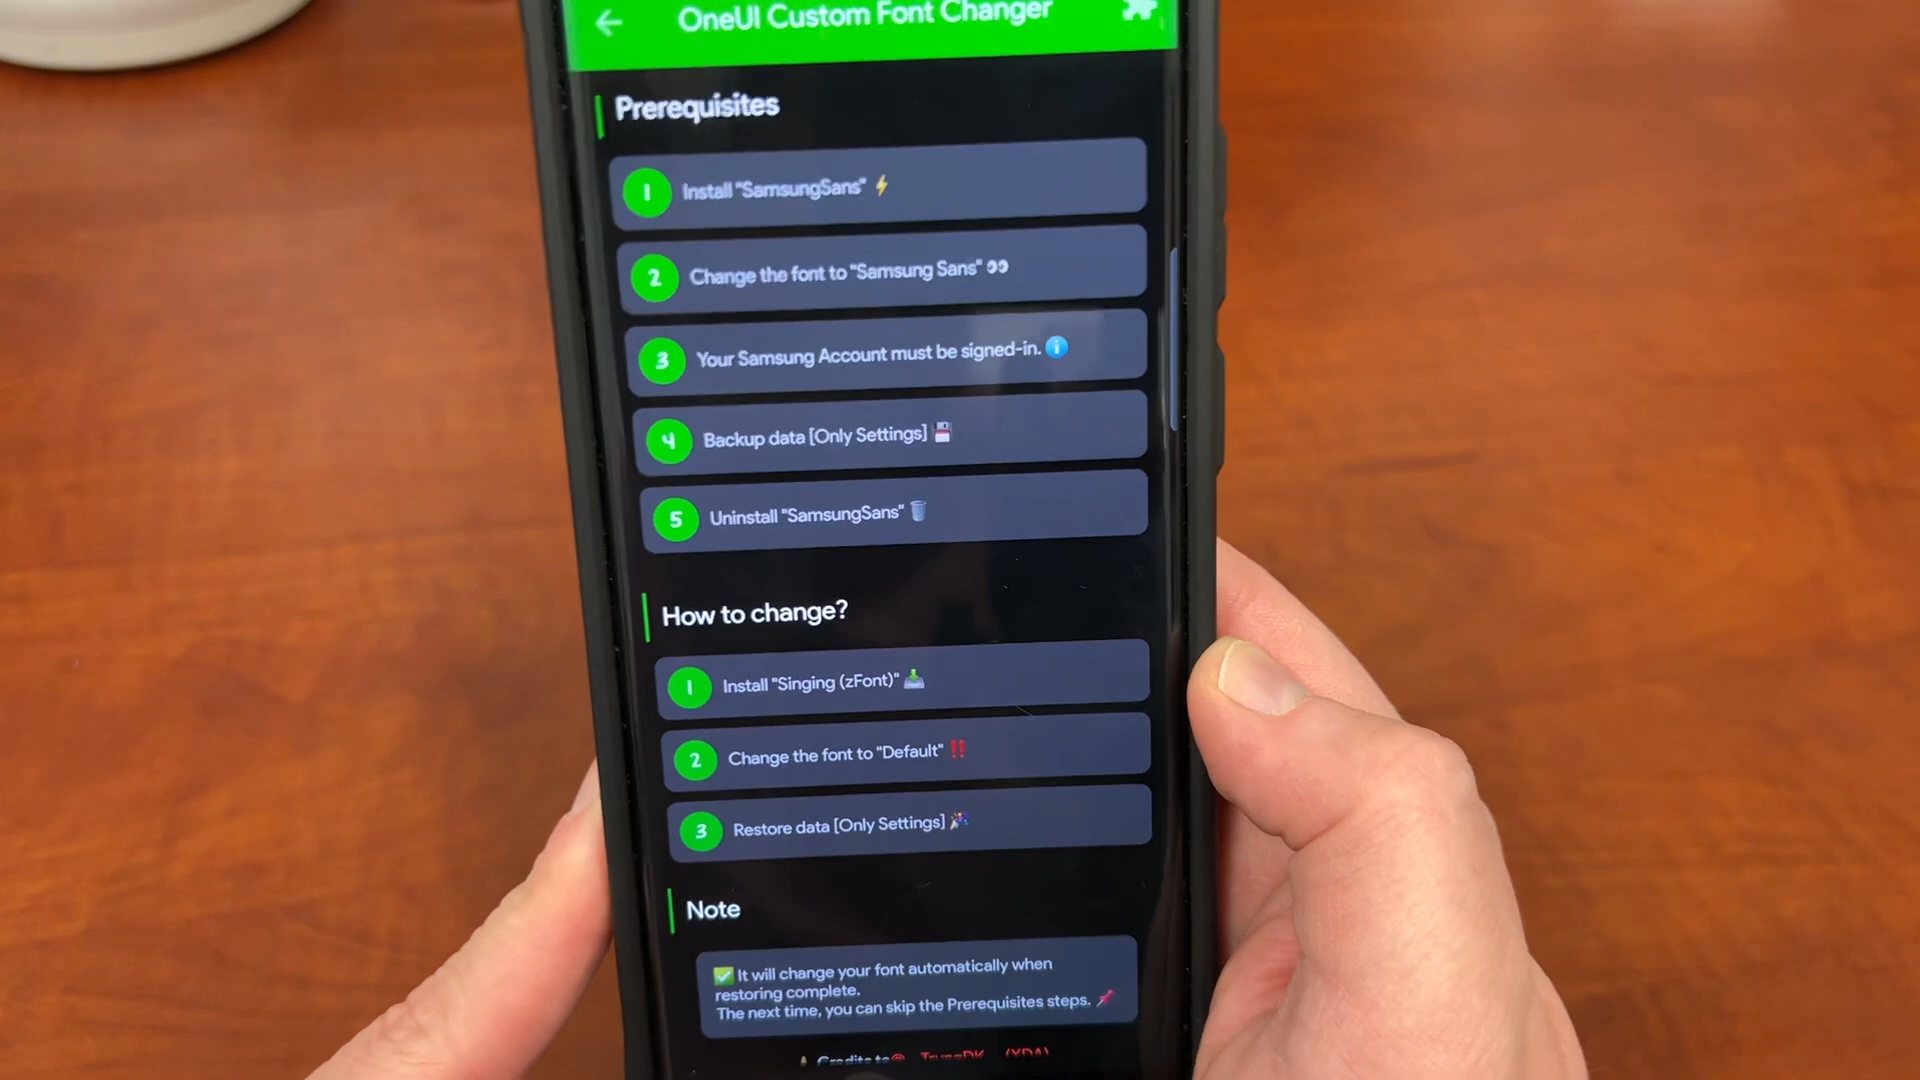 OneUI Custom Font Changer
Prerequisites
1 Install "SamsungSans" ⚡
2 Change the font to "Samsung Sans" 👀
3 Your Samsung Account must be signed-in. ℹ️
4 Backup data [Only Settings] 💾
5 Uninstall "SamsungSans" 🗑️
How to change?
1 Install "Singing (zFont)" 📥
2 Change the font to "Default" ‼️
3 Restore data [Only Settings] 🎉
Note
✅ It will change your font automatically when
restoring complete.
The next time, you can skip the Prerequisites steps. 📌
Credits to